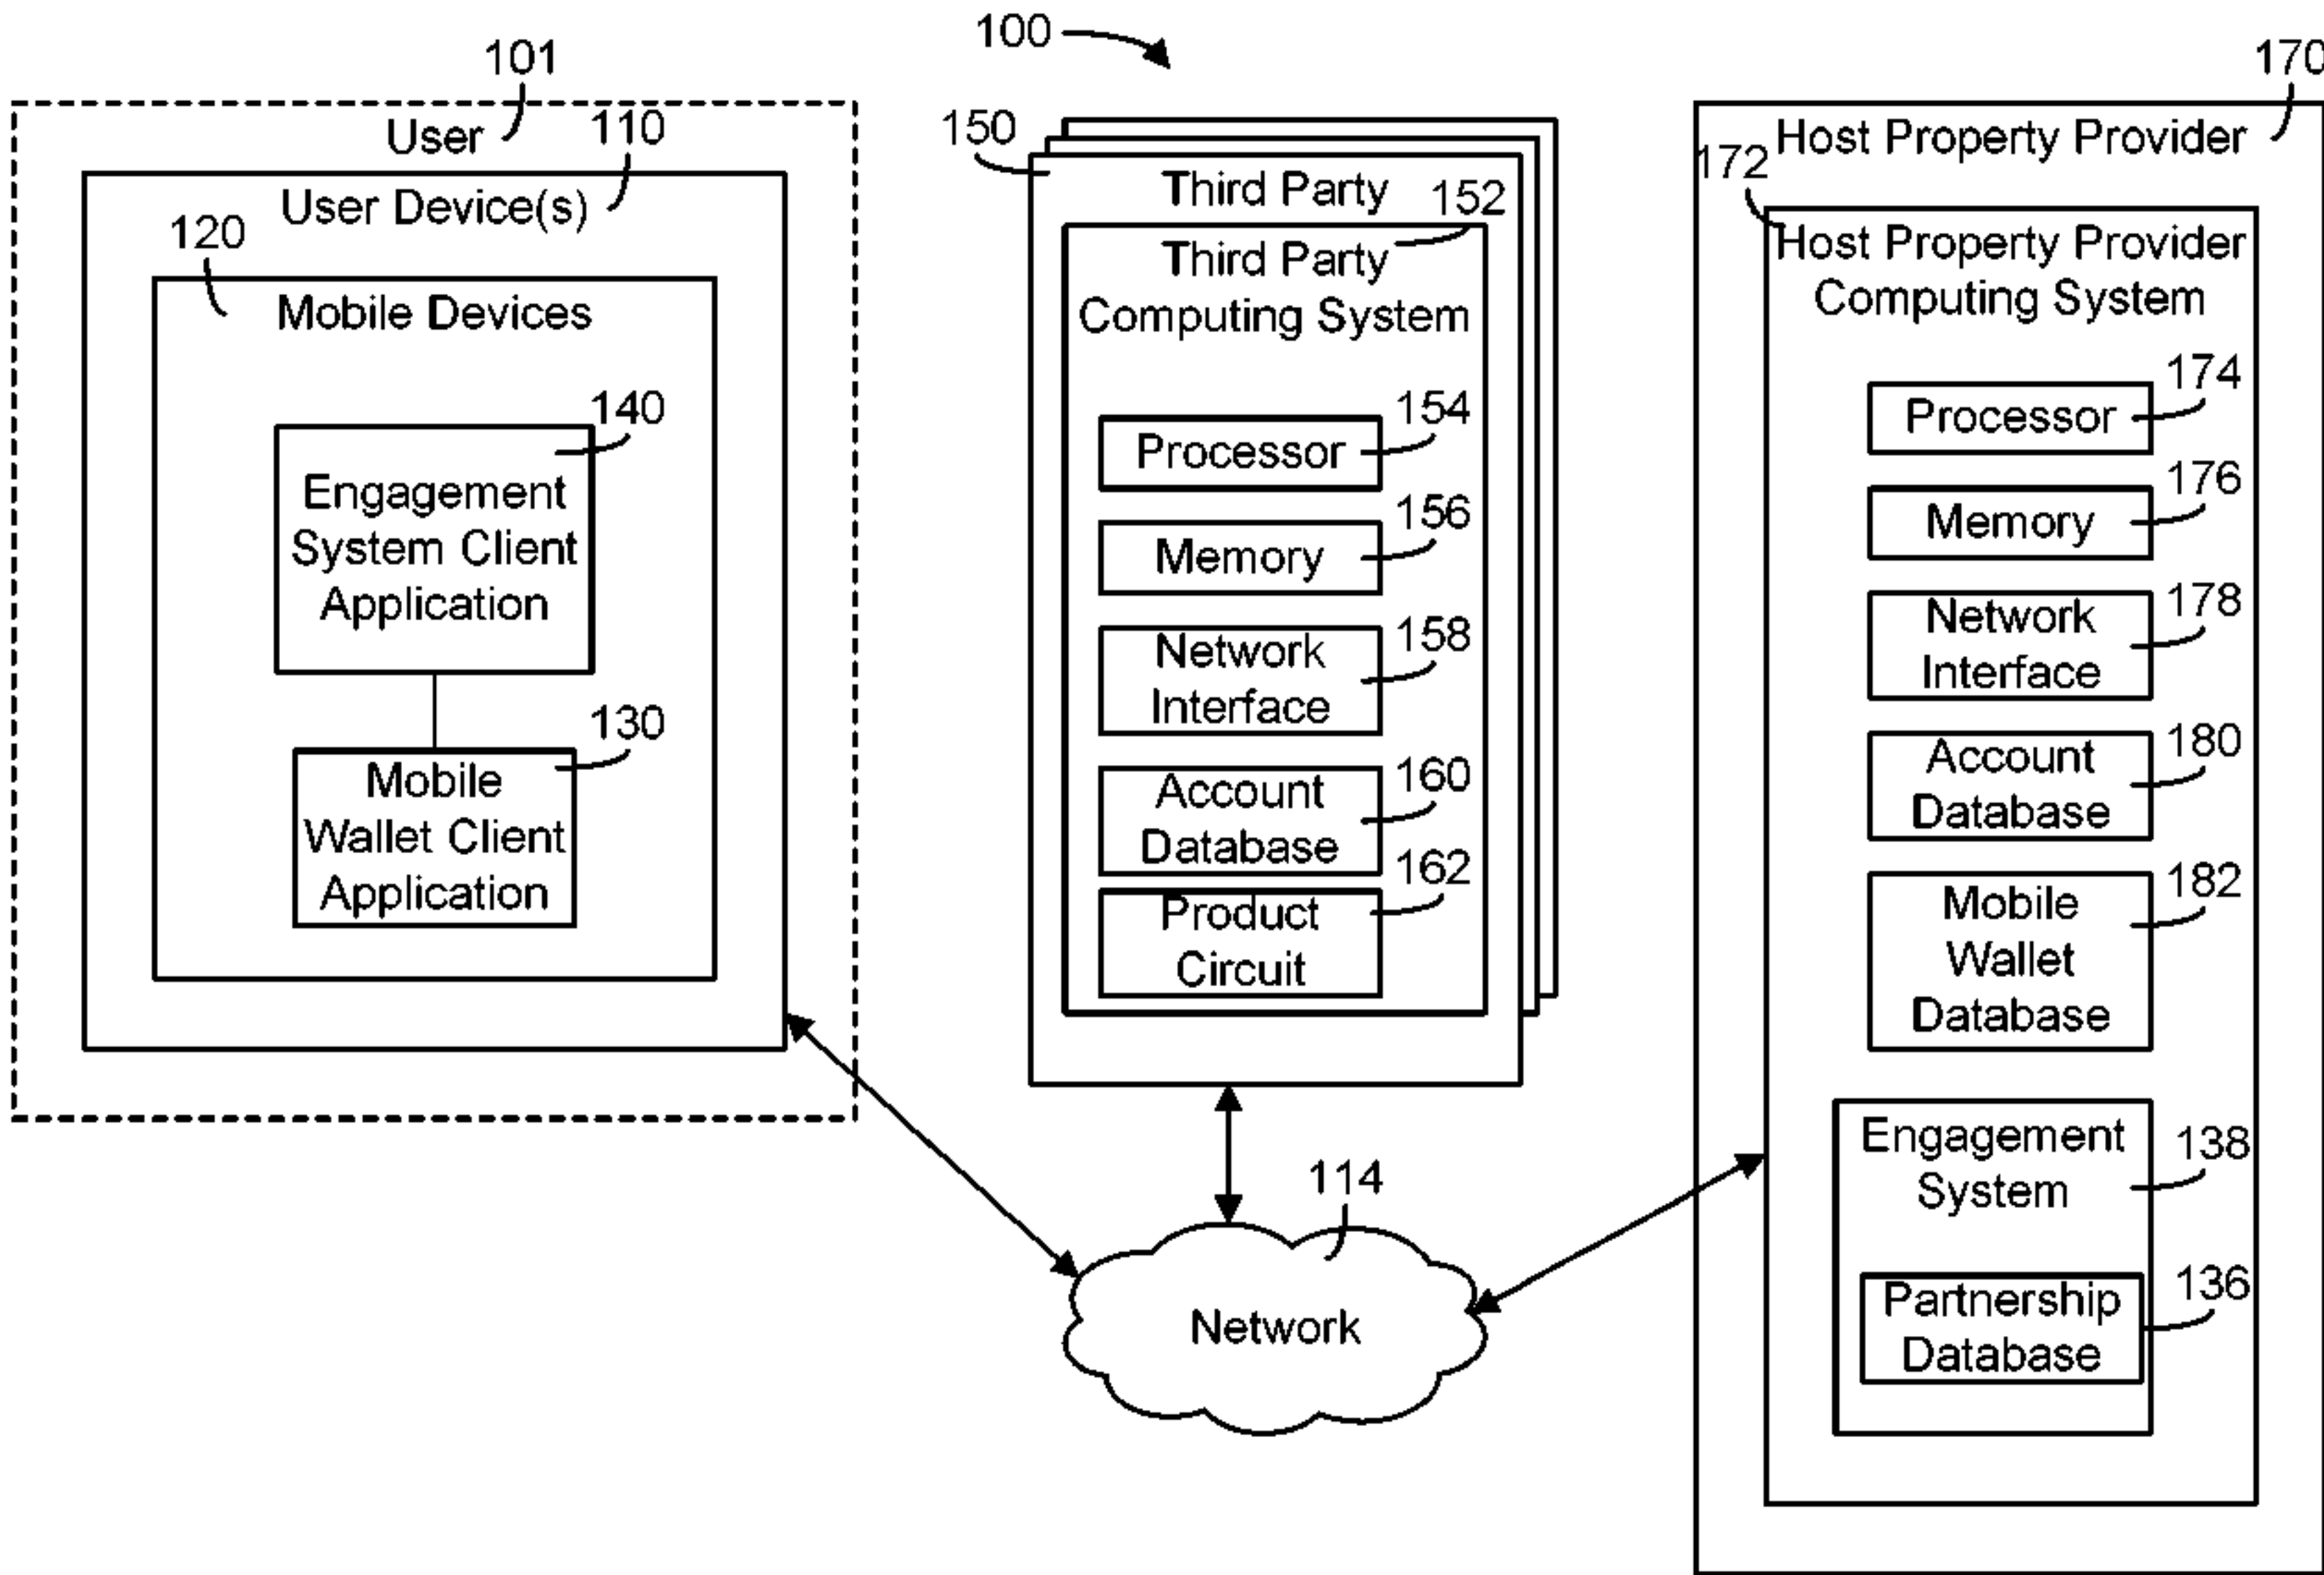 100
101
User
110
User Device(s)
120
Mobile Devices
140
Engagement
System Client
Application
130
Mobile
Wallet Client
Application
150
Third Party
152
Third Party
Computing System
154
Processor
156
Memory
158
Network
Interface
160
Account
Database
162
Product
Circuit
114
Network
170
Host Property Provider
172
Host Property Provider
Computing System
174
Processor
176
Memory
178
Network
Interface
180
Account
Database
182
Mobile
Wallet
Database
Engagement
138
System
136
Partnership
Database